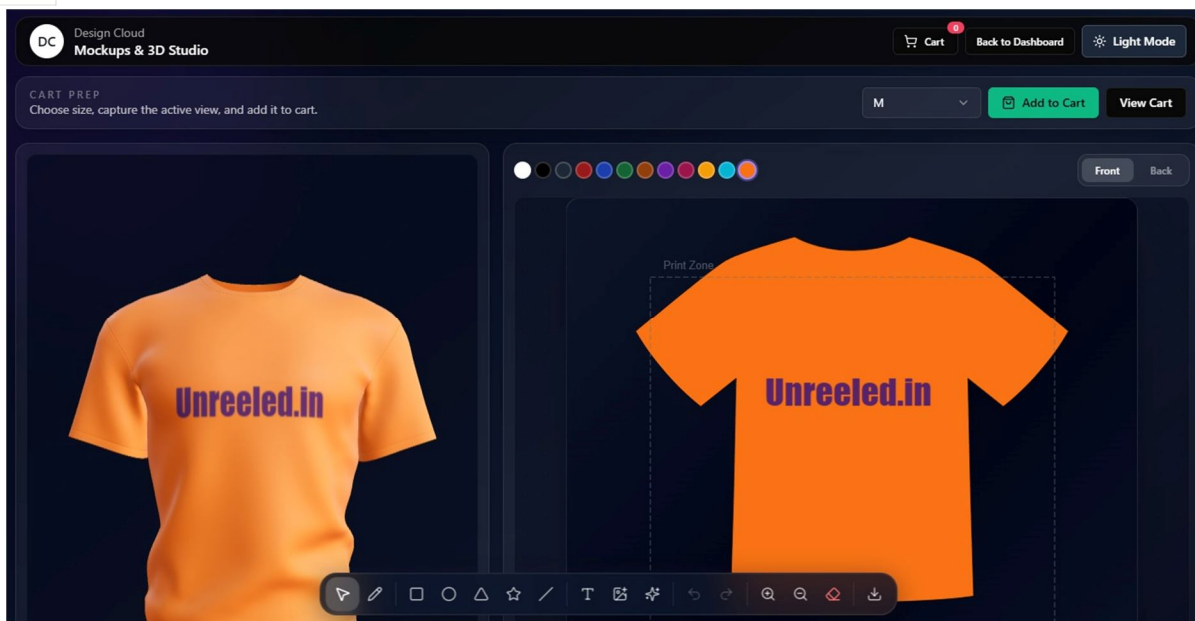 DC
Design Cloud
Mockups & 3D Studio
Cart
0
Back to Dashboard
Light Mode
CART PREP
Choose size, capture the active view, and add it to cart.
M
Add to Cart
View Cart
Front
Back
Print Zone
Unreeled.in
Unreeled.in
T